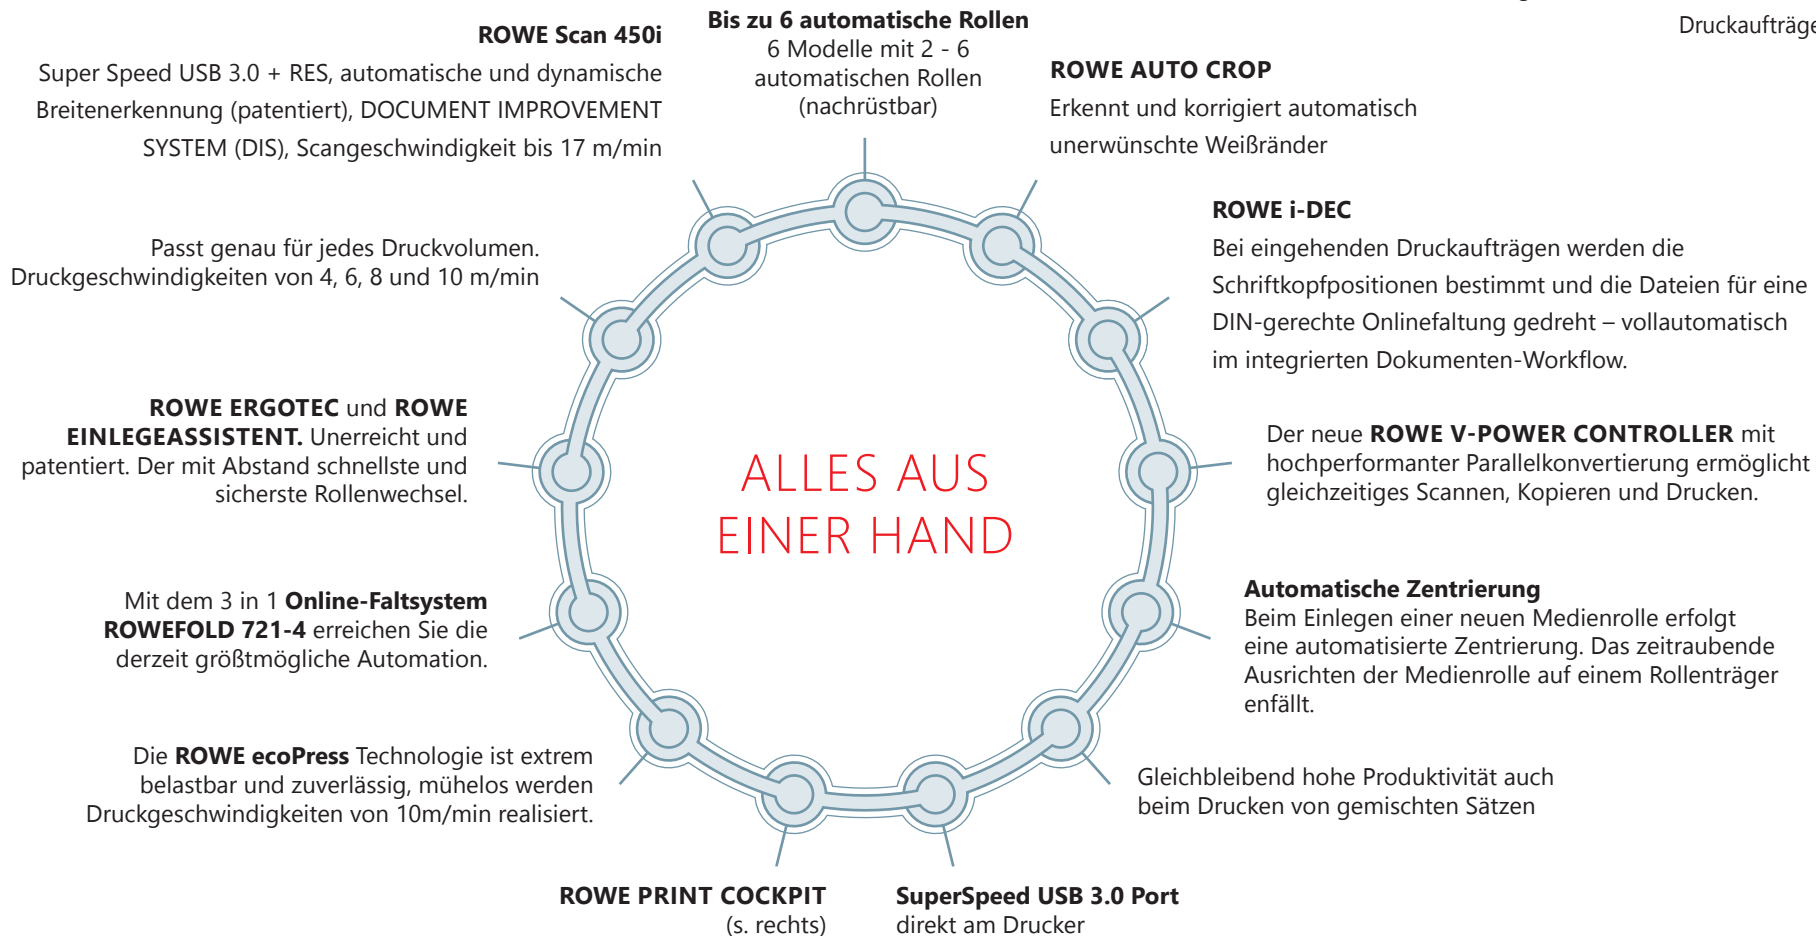 Druckaufträge
Bis zu 6 automatische Rollen
6 Modelle mit 2 - 6
automatischen Rollen
(nachrüstbar)
ROWE AUTO CROP
Erkennt und korrigiert automatisch
unerwünschte Weißränder
ROWE i-DEC
Bei eingehenden Druckaufträgen werden die
Schriftkopfpositionen bestimmt und die Dateien für eine
DIN-gerechte Onlinefaltung gedreht – vollautomatisch
im integrierten Dokumenten-Workflow.
Der neue ROWE V-POWER CONTROLLER mit
hochperformanter Parallelkonvertierung ermöglicht
gleichzeitiges Scannen, Kopieren und Drucken.
Automatische Zentrierung
Beim Einlegen einer neuen Medienrolle erfolgt
eine automatisierte Zentrierung. Das zeitraubende
Ausrichten der Medienrolle auf einem Rollenträger
enfällt.
Gleichbleibend hohe Produktivität auch
beim Drucken von gemischten Sätzen
SuperSpeed USB 3.0 Port
direkt am Drucker
ROWE PRINT COCKPIT
(s. rechts)
Die ROWE ecoPress Technologie ist extrem
belastbar und zuverlässig, mühelos werden
Druckgeschwindigkeiten von 10m/min realisiert.
Mit dem 3 in 1 Online-Faltsystem
ROWEFOLD 721-4 erreichen Sie die
derzeit größtmögliche Automation.
ROWE ERGOTEC und ROWE
EINLEGEASSISTENT. Unerreicht und
patentiert. Der mit Abstand schnellste und
sicherste Rollenwechsel.
Passt genau für jedes Druckvolumen.
Druckgeschwindigkeiten von 4, 6, 8 und 10 m/min
ROWE Scan 450i
Super Speed USB 3.0 + RES, automatische und dynamische
Breitenerkennung (patentiert), DOCUMENT IMPROVEMENT
SYSTEM (DIS), Scangeschwindigkeit bis 17 m/min
ALLES AUS
EINER HAND